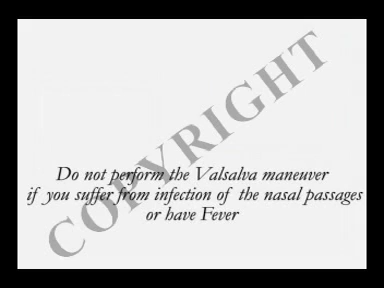 COPYRIGHT
Do not perform the Valsalva maneuver
if you suffer from infection of the nasal passages
or have Fever